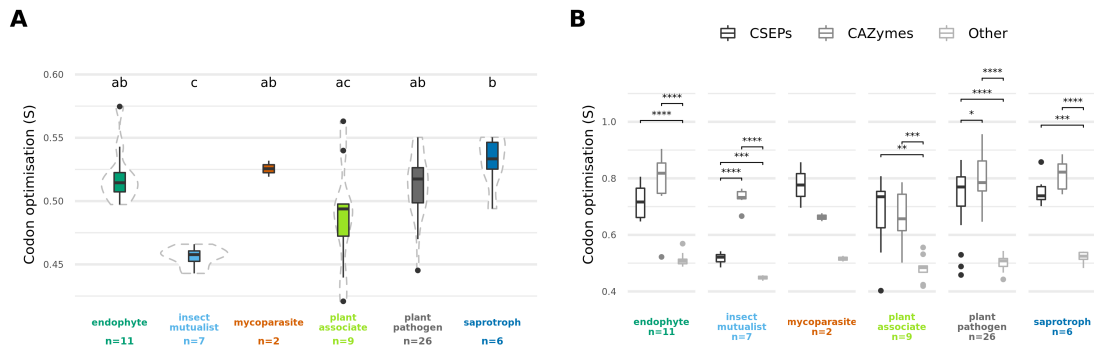 A
Codon optimisation (S)
0.60
0.55
0.50
0.45
ab
c
ab
ac
ab
b
endophyte
n=11
insect
mutualist
n=7
mycoparasite
n=2
plant
associate
n=9
plant
pathogen
n=26
saprotroph
n=6
B
CSEPs
CAZymes
Other
Codon optimisation (S)
1.0
0.8
0.6
0.4
****
****
****
***
****
***
**
****
****
*
****
***
endophyte
n=11
insect
mutualist
n=7
mycoparasite
n=2
plant
associate
n=9
plant
pathogen
n=26
saprotroph
n=6